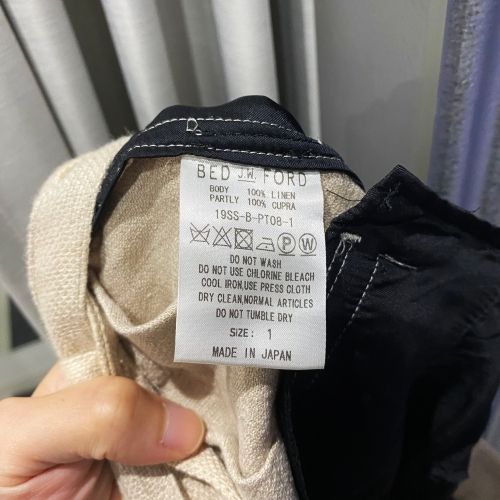 BED J.W. FORD
BODY 100% LINEN
PARTLY 100% CUPRA
19SS-B-PT08-1
P W
DO NOT WASH
DO NOT USE CHLORINE BLEACH
COOL IRON,USE PRESS CLOTH
DRY CLEAN,NORMAL ARTICLES
DO NOT TUMBLE DRY
SIZE: 1
MADE IN JAPAN